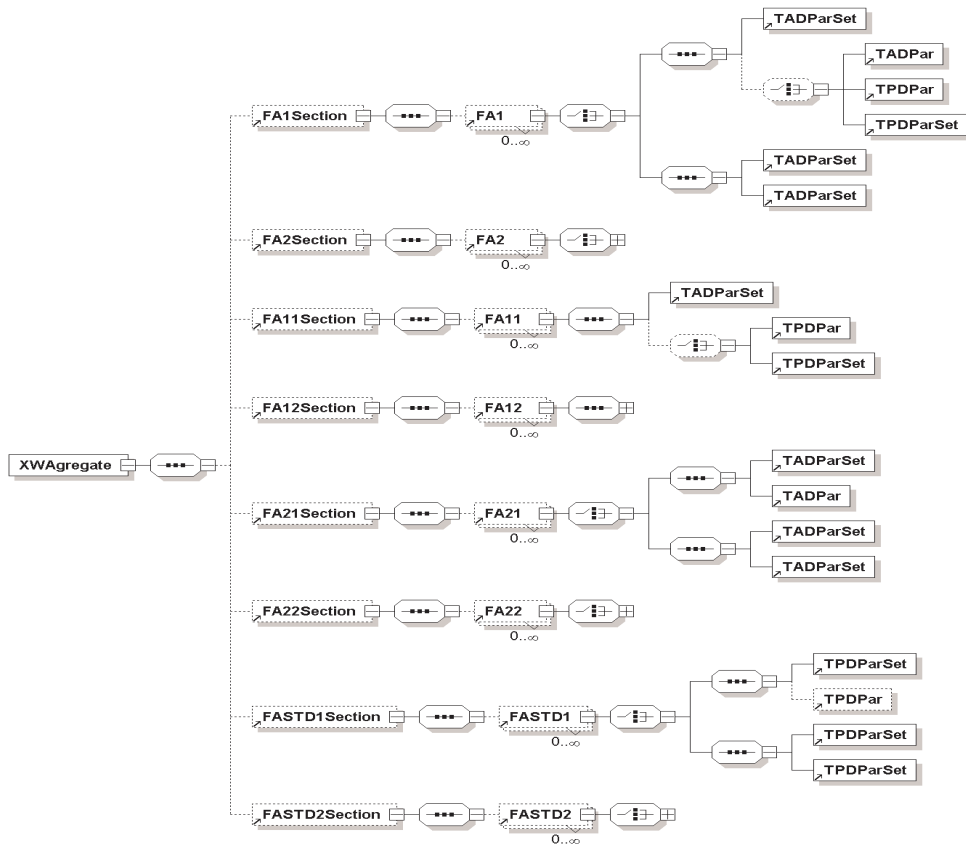 TADParSet
TADPar
FA1Section
FA1
TPDPar
0..∞
TPDParSet
TADParSet
TADParSet
FA2Section
FA2
0..∞
TADParSet
FA11Section
FA11
TPDPar
0..∞
TPDParSet
FA12Section
FA12
0..∞
XWAgregate
TADParSet
TADPar
FA21Section
FA21
TADParSet
0..∞
TADParSet
FA22Section
FA22
0..∞
TPDParSet
TPDPar
FASTD1Section
FASTD1
TPDParSet
0..∞
TPDParSet
FASTD2Section
FASTD2
0..∞